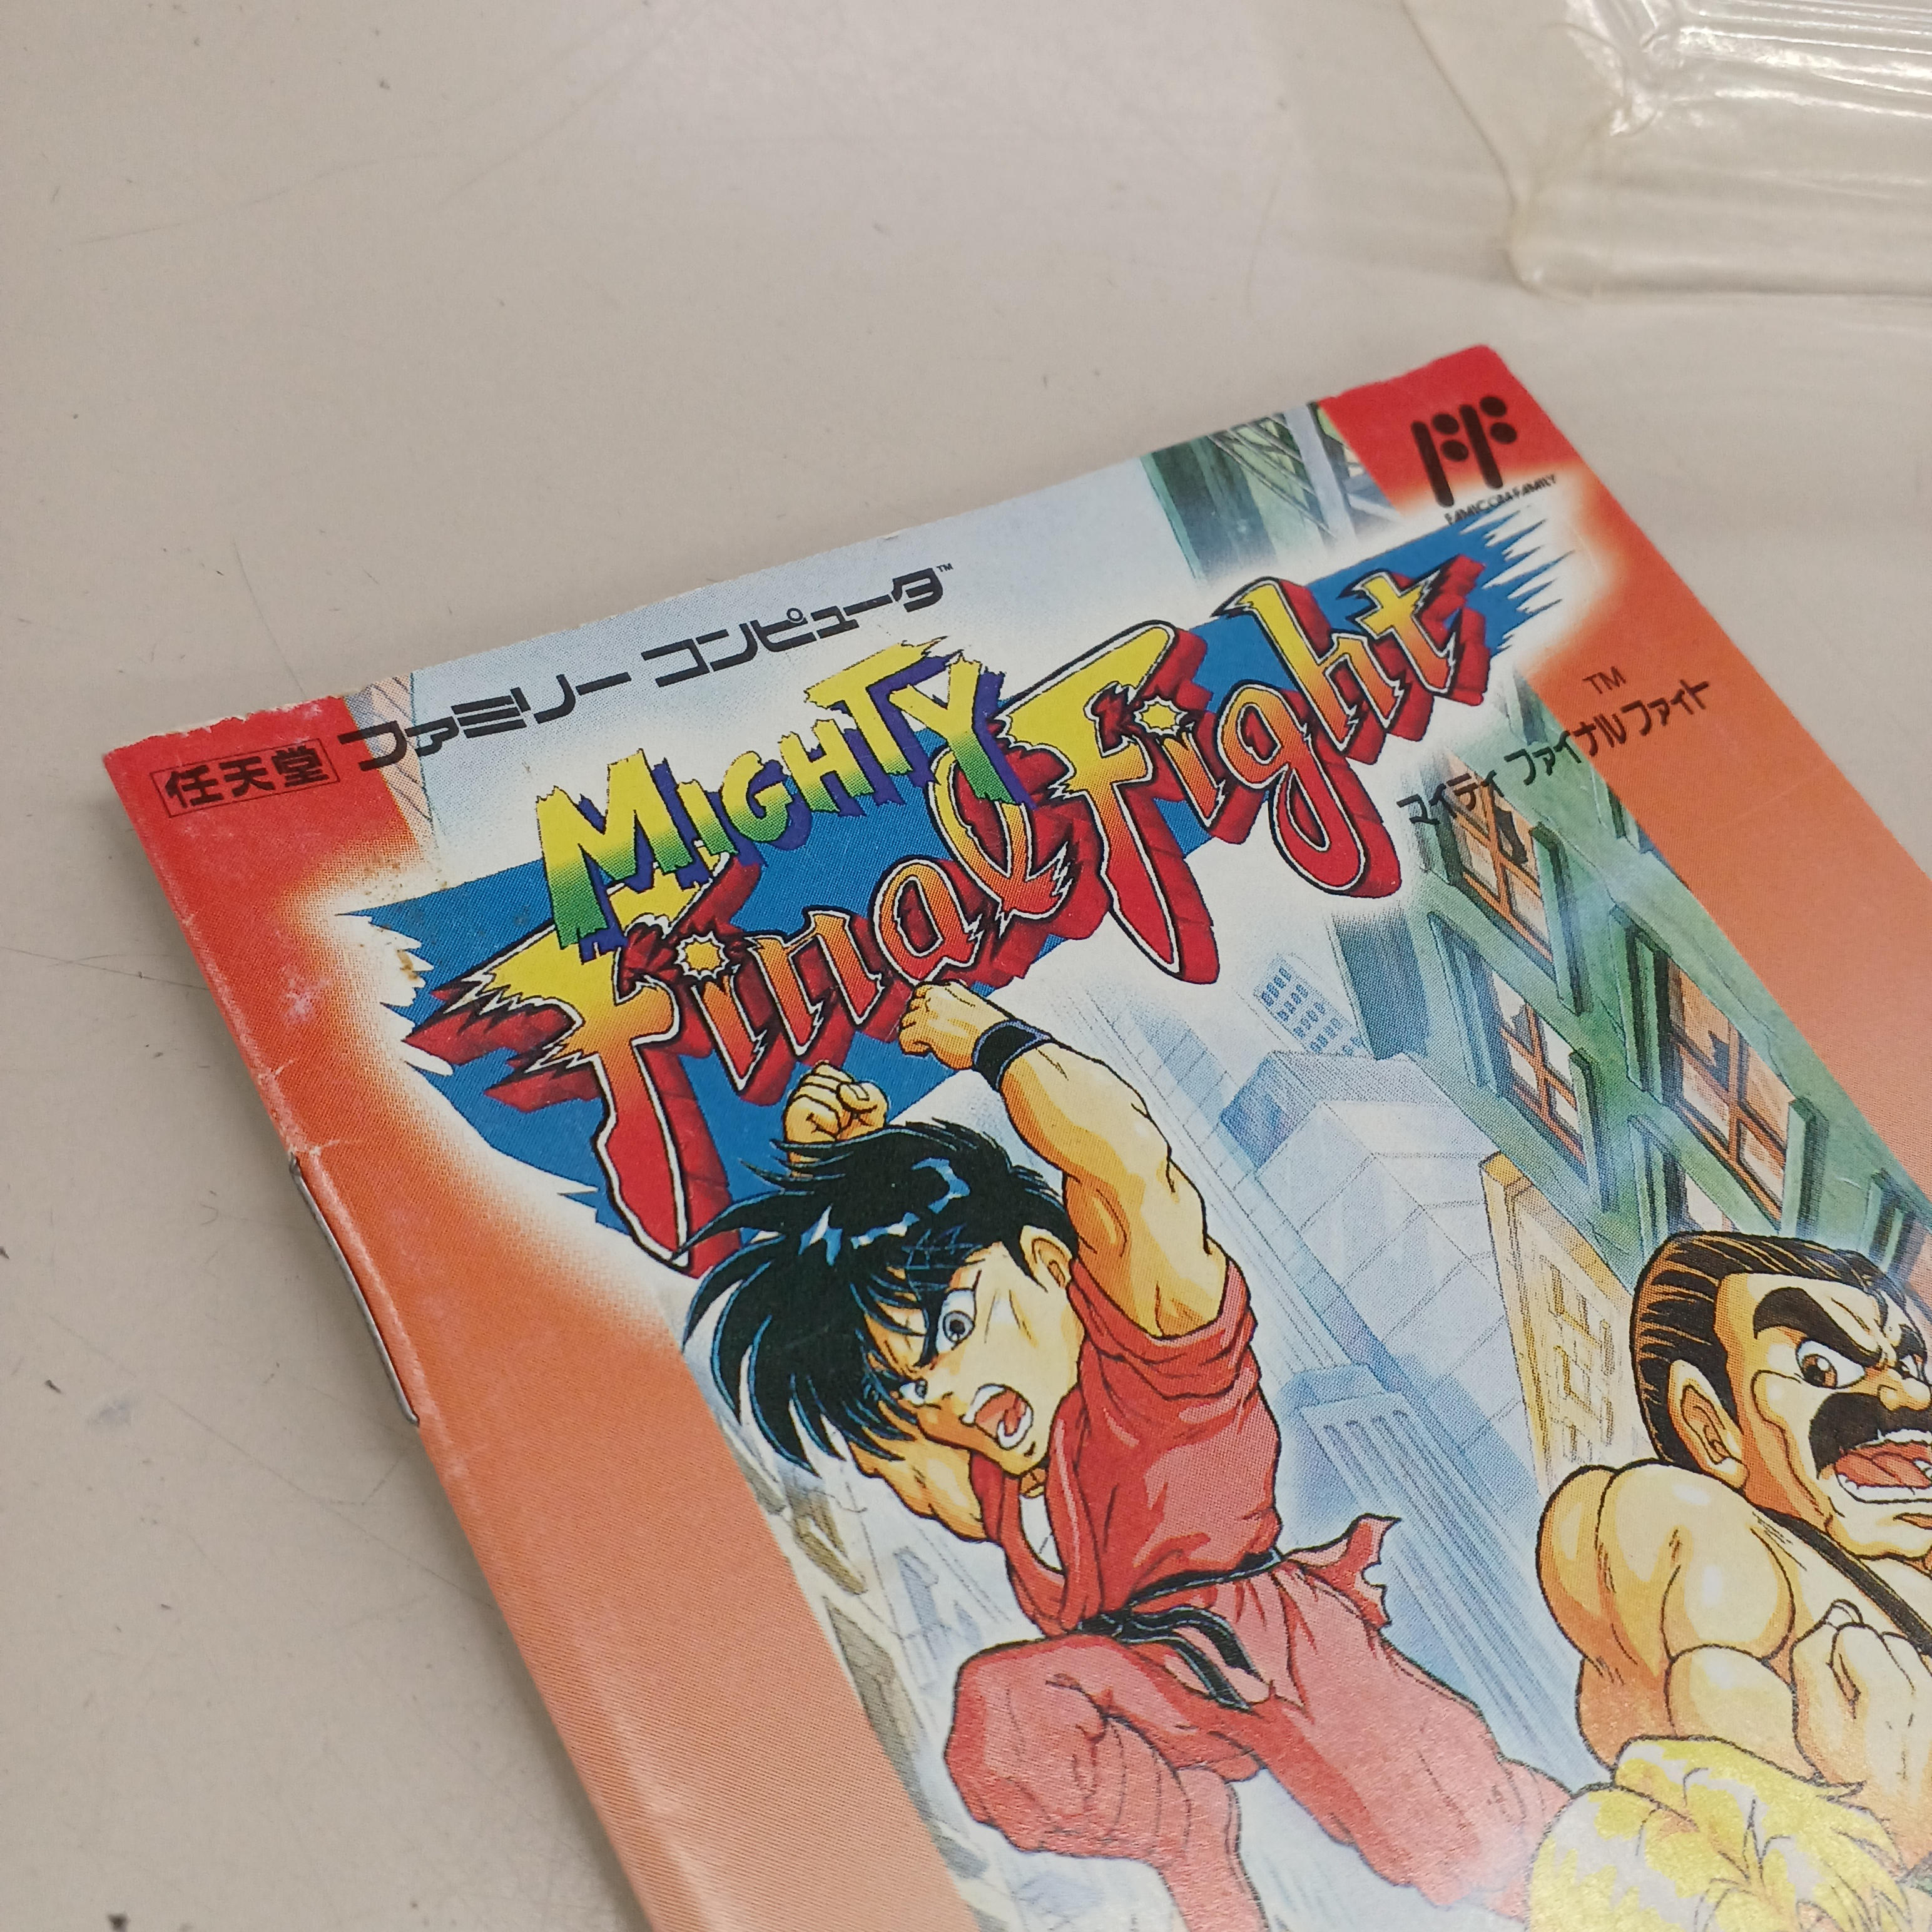 任天堂 ファミリー コンピュータ™
FAMICOM FAMILY
MIGHTY
Final Fight
TM
マイティ ファイナルファイト